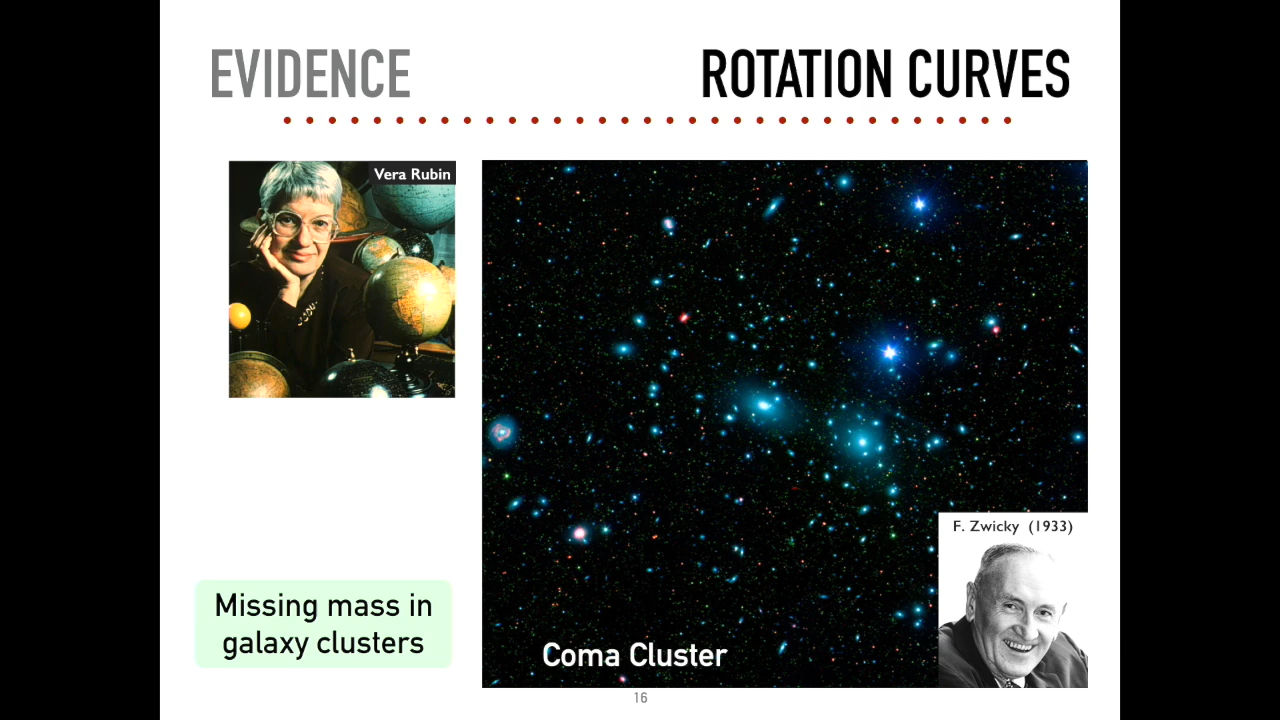 EVIDENCE
ROTATION CURVES
Vera Rubin
F. Zwicky (1933)
Missing mass in
galaxy clusters
Coma Cluster
16